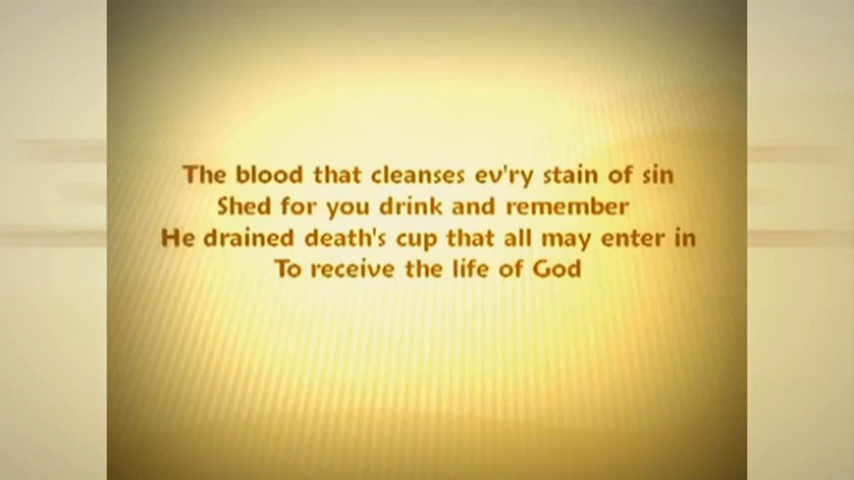 The blood that cleanses ev'ry stain of sin
Shed for you drink and remember
He drained death's cup that all may enter in
To receive the life of God